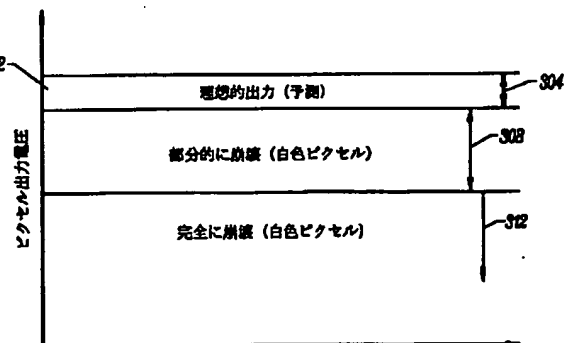 2
理想的出力（予測）
304
部分的に崩壊（白色ピクセル）
308
完全に崩壊（白色ピクセル）
312
ピクセル出力電圧